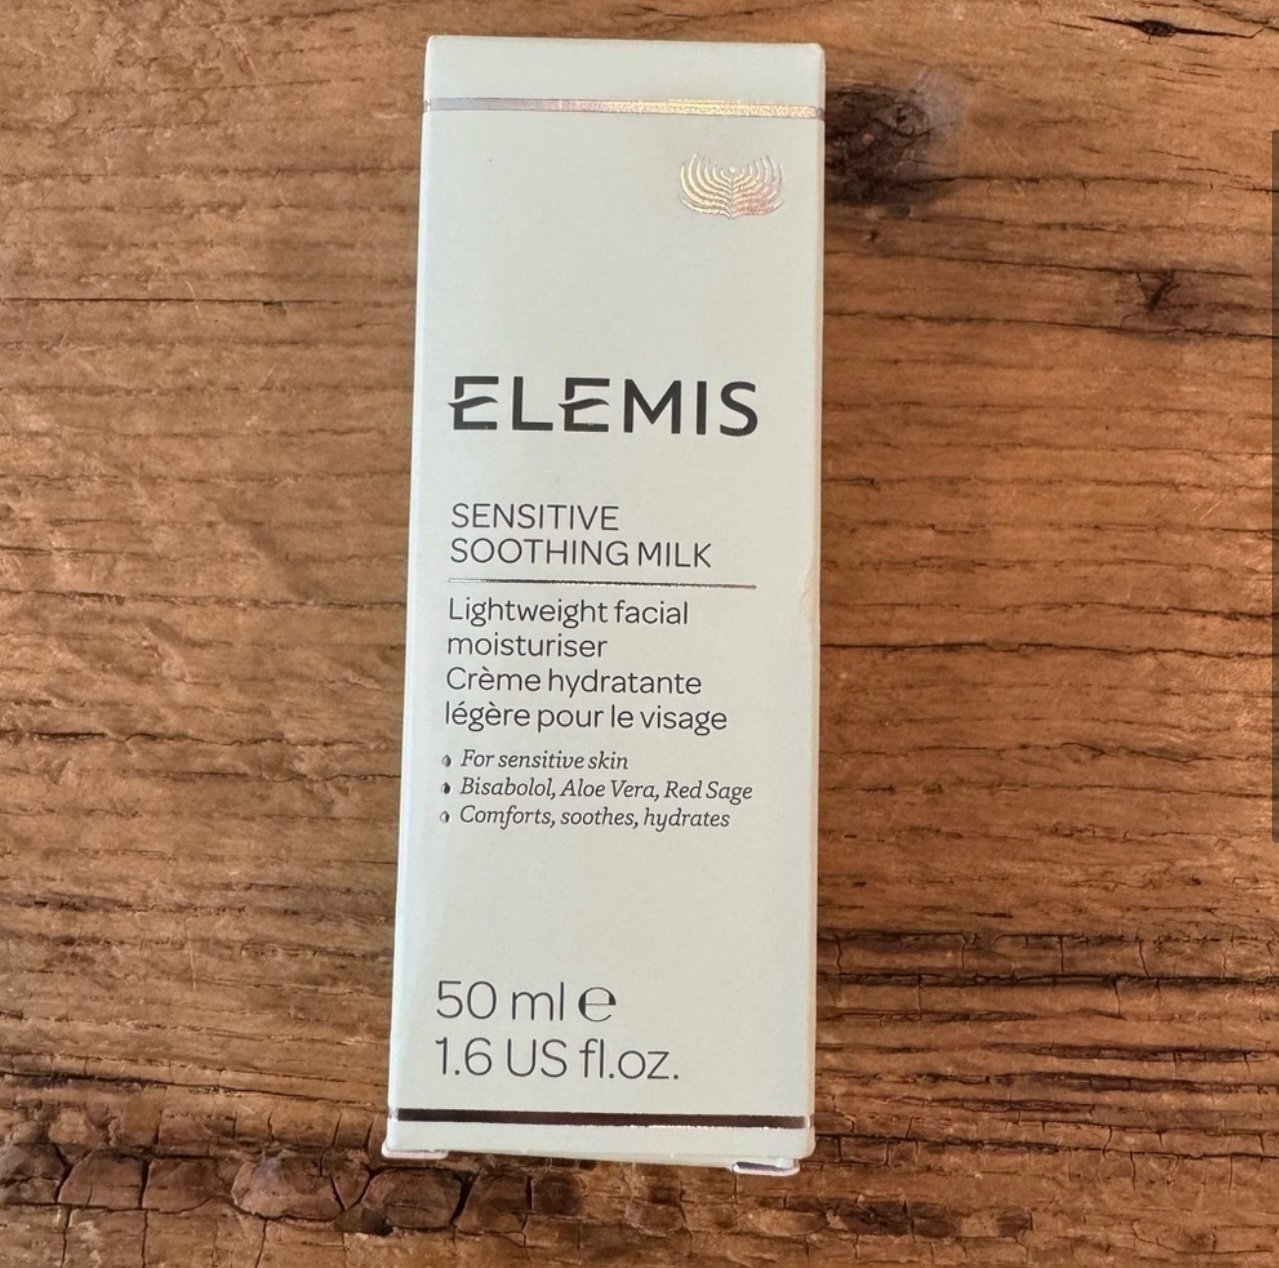 ELEMIS
SENSITIVE
SOOTHING MILK
Lightweight facial
moisturiser
Crème hydratante
légère pour le visage
For sensitive skin
Bisabolol, Aloe Vera, Red Sage
Comforts, soothes, hydrates
50 ml ℮
1.6 US fl.oz.